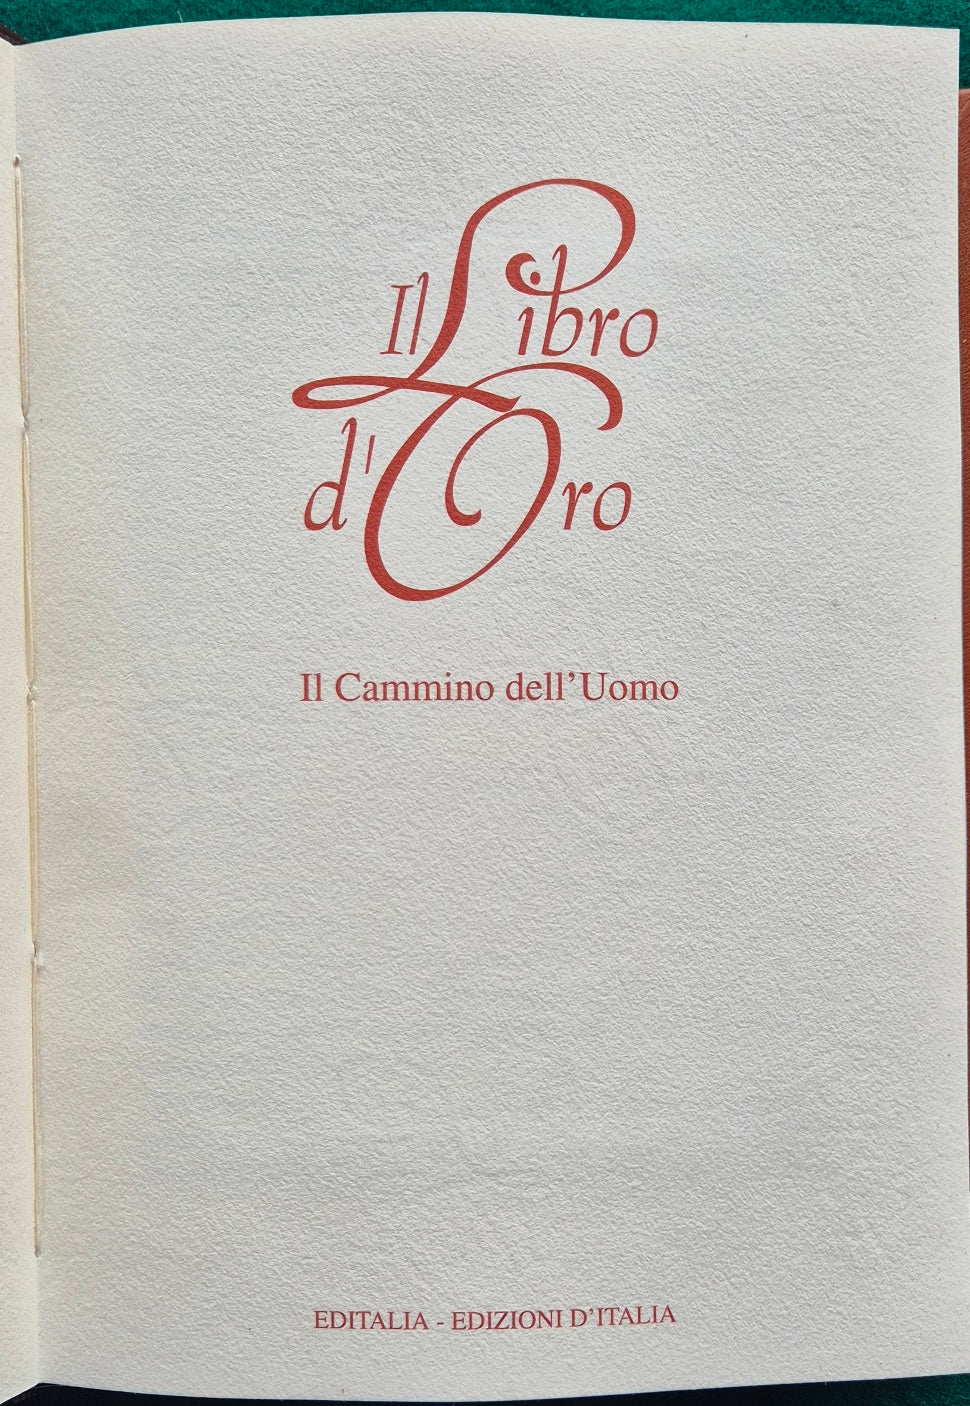 Il Libro
d'Oro
Il Cammino dell’Uomo
EDITALIA - EDIZIONI D’ITALIA